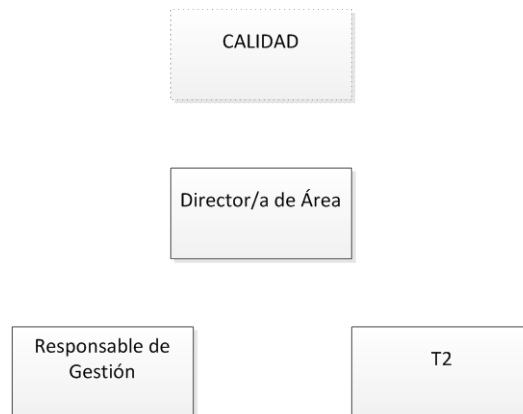 CALIDAD
Director/a de Área
Responsable de
Gestión
T2